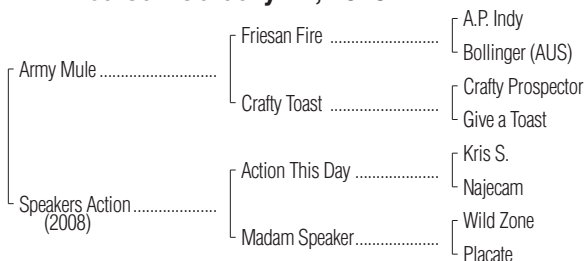 A.P. Indy
Friesan Fire
Bollinger (AUS)
Army Mule
Crafty Prospector
Crafty Toast
Give a Toast
Kris S.
Action This Day
Najecam
Speakers Action
(2008)
Wild Zone
Madam Speaker
Placate